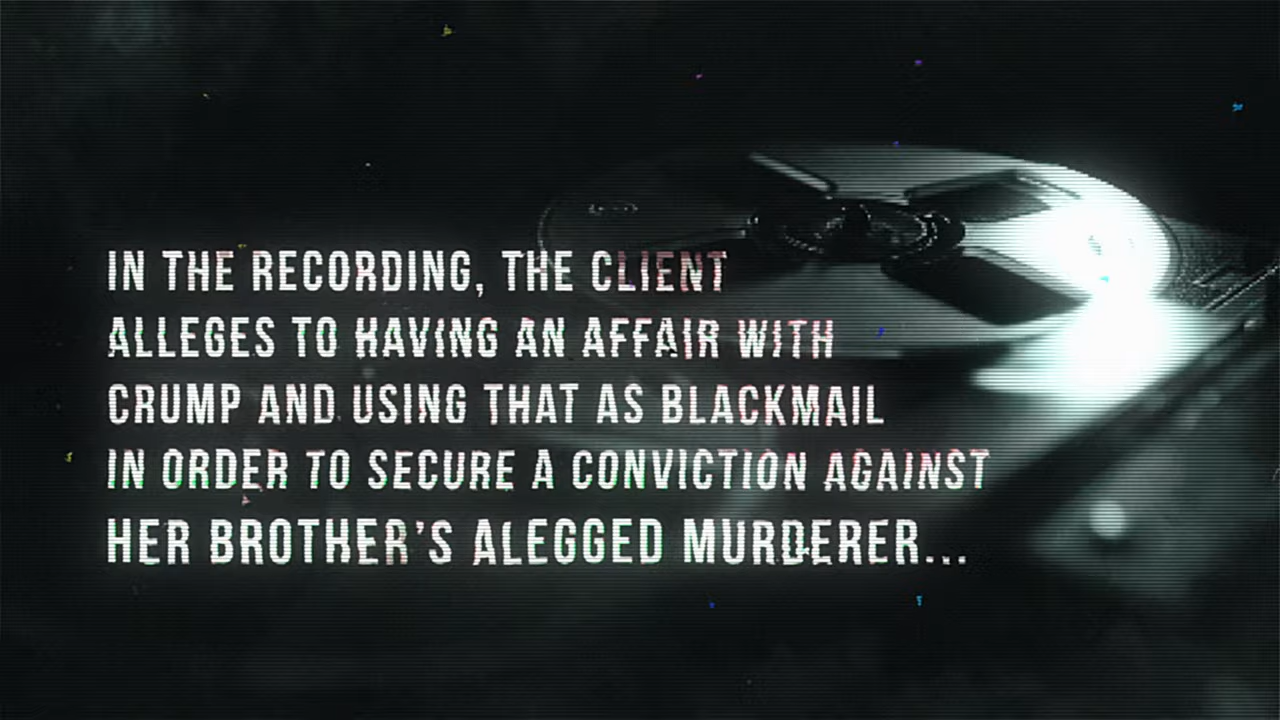 IN THE RECORDING, THE CLIENT
ALLEGES TO HAVING AN AFFAIR WITH
CRUMP AND USING THAT AS BLACKMAIL
IN ORDER TO SECURE A CONVICTION AGAINST
HER BROTHER'S ALEGGED MURDERER...